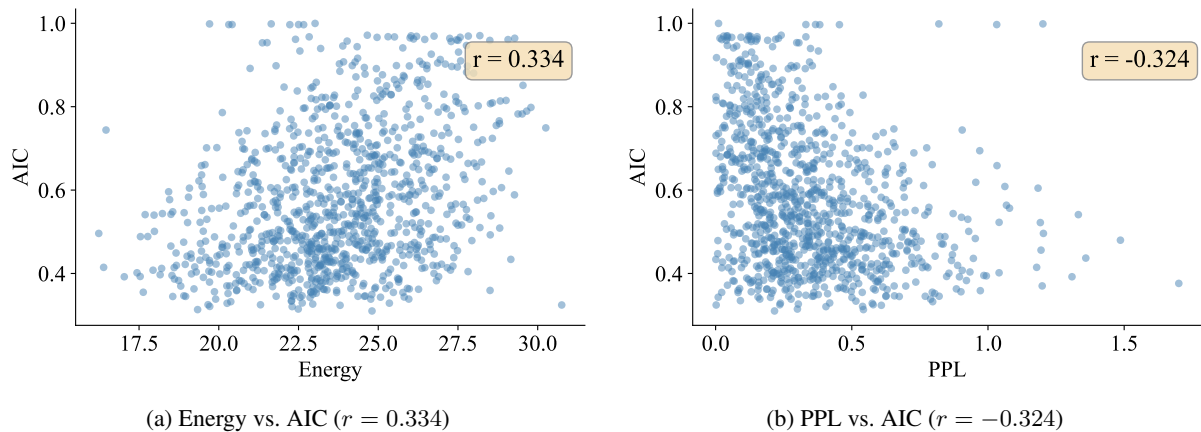 1.0
0.8
0.6
0.4
AIC
r = 0.334
17.5 20.0 22.5 25.0 27.5 30.0
Energy
(a) Energy vs. AIC (r = 0.334)
1.0
0.8
0.6
0.4
AIC
r = -0.324
0.0 0.5 1.0 1.5
PPL
(b) PPL vs. AIC (r = −0.324)